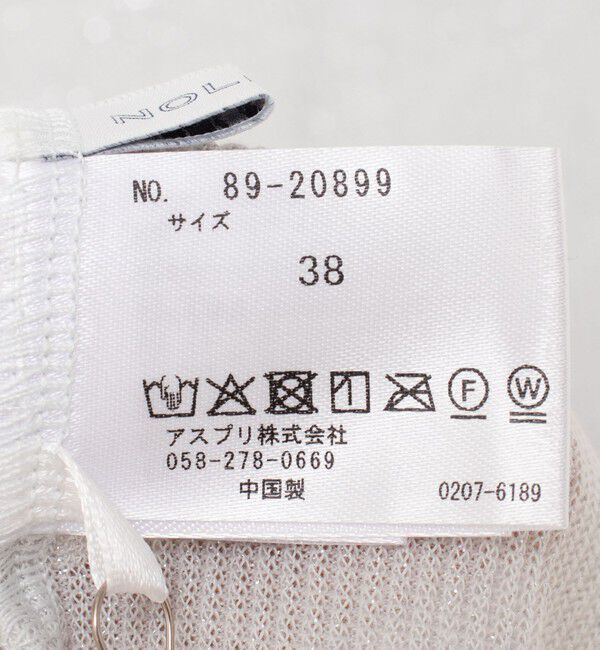 NOL
NO. 89-20899
サイズ
38
F W
アスプリ株式会社
058-278-0669
中国製 0207-6189